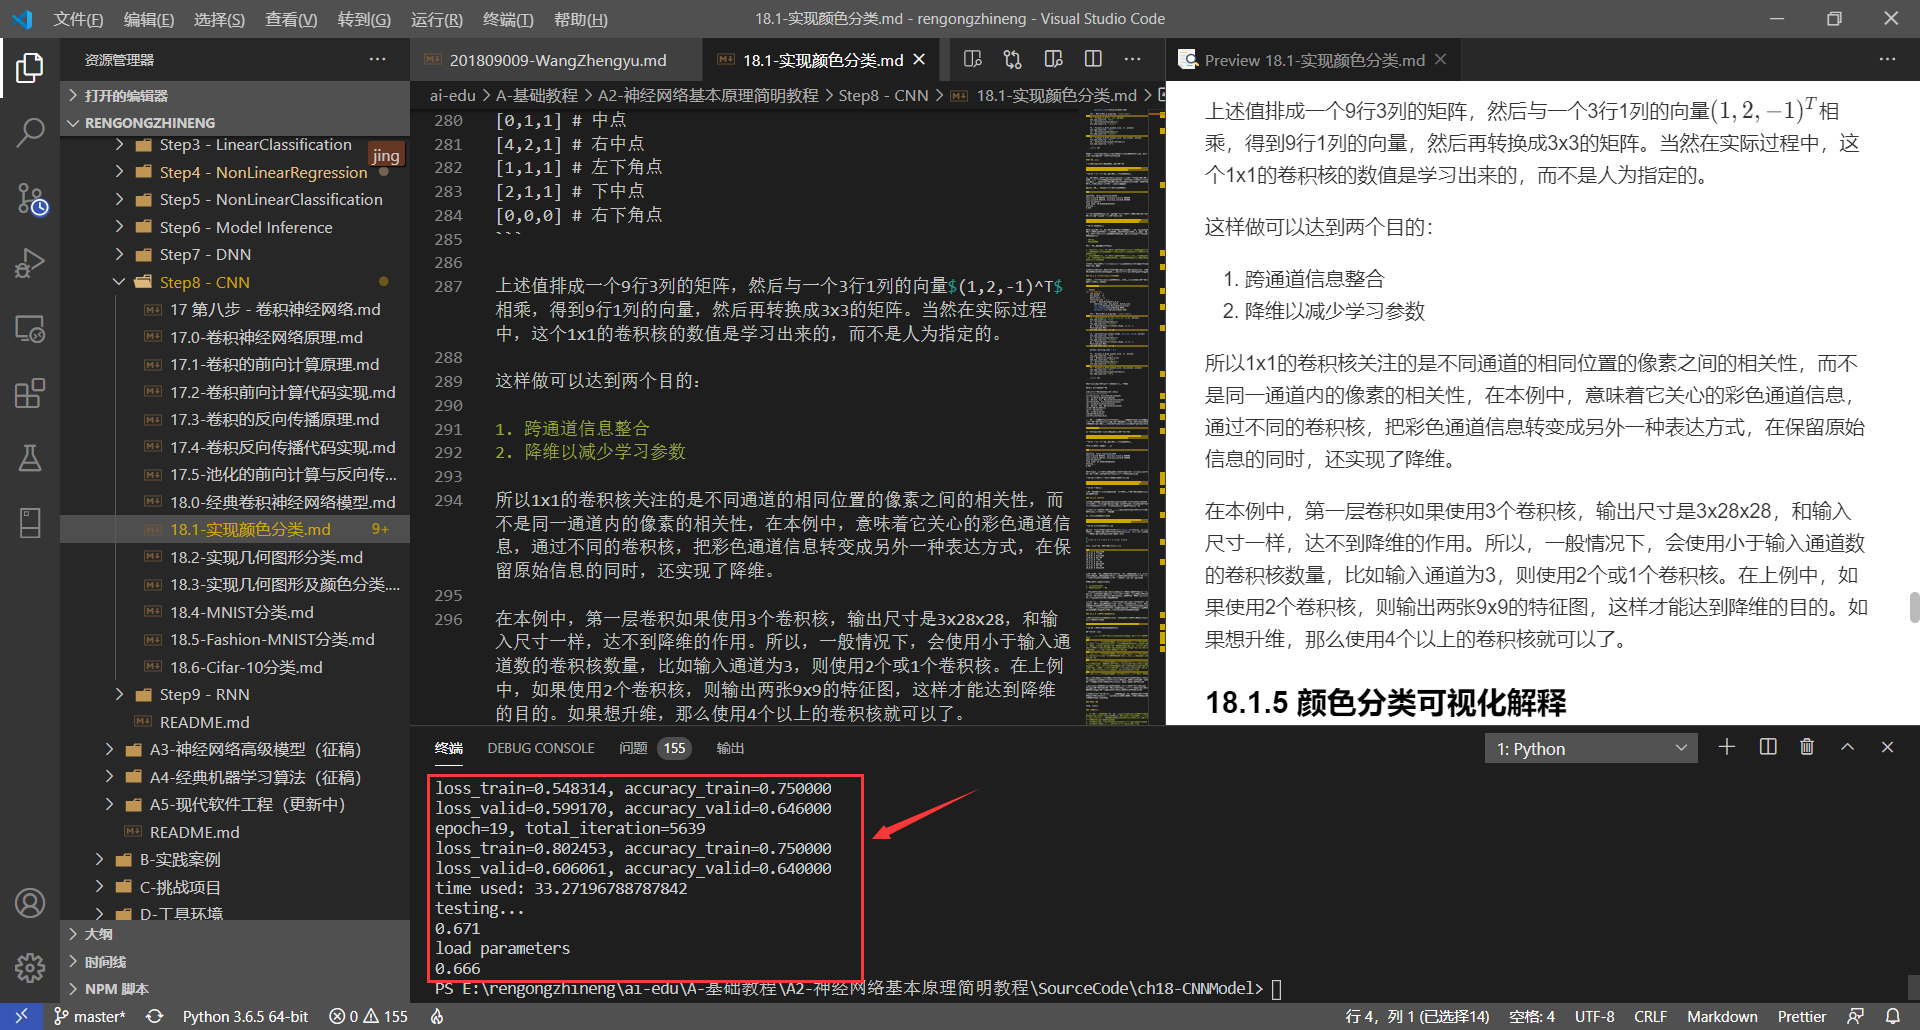 文件(F) 编辑(E) 选择(S) 查看(V) 转到(G) 运行(R) 终端(T) 帮助(H)
18.1-实现颜色分类.md - rengongzhineng - Visual Studio Code
资源管理器
打开的编辑器
RENGONGZHINENG
Step3 - LinearClassification
jing
Step4 - NonLinearRegression
Step5 - NonLinearClassification
Step6 - Model Inference
Step7 - DNN
Step8 - CNN
17 第八步 - 卷积神经网络.md
17.0-卷积神经网络原理.md
17.1-卷积的前向计算原理.md
17.2-卷积前向计算代码实现.md
17.3-卷积的反向传播原理.md
17.4-卷积反向传播代码实现.md
17.5-池化的前向计算与反向传...
18.0-经典卷积神经网络模型.md
18.1-实现颜色分类.md 9+
18.2-实现几何图形分类.md
18.3-实现几何图形及颜色分类....
18.4-MNIST分类.md
18.5-Fashion-MNIST分类.md
18.6-Cifar-10分类.md
Step9 - RNN
README.md
A3-神经网络高级模型（征稿）
A4-经典机器学习算法（征稿）
A5-现代软件工程（更新中）
README.md
B-实践案例
C-挑战项目
D-工具环境
大纲
时间线
NPM 脚本
201809009-WangZhengyu.md
18.1-实现颜色分类.md
ai-edu > A-基础教程 > A2-神经网络基本原理简明教程 > Step8 - CNN > 18.1-实现颜色分类.md >
280 [0,1,1] # 中点
281 [4,2,1] # 右中点
282 [1,1,1] # 左下角点
283 [2,1,1] # 下中点
284 [0,0,0] # 右下角点
285 ```
286
287 上述值排成一个9行3列的矩阵，然后与一个3行1列的向量$(1,2,-1)^T$
相乘，得到9行1列的向量，然后再转换成3x3的矩阵。当然在实际过程
中，这个1x1的卷积核的数值是学习出来的，而不是人为指定的。
288
289 这样做可以达到两个目的：
290
291 1. 跨通道信息整合
292 2. 降维以减少学习参数
293
294 所以1x1的卷积核关注的是不同通道的相同位置的像素之间的相关性，而
不是同一通道内的像素的相关性，在本例中，意味着它关心的彩色通道信
息，通过不同的卷积核，把彩色通道信息转变成另外一种表达方式，在保
留原始信息的同时，还实现了降维。
295
296 在本例中，第一层卷积如果使用3个卷积核，输出尺寸是3x28x28，和输
入尺寸一样，达不到降维的作用。所以，一般情况下，会使用小于输入通
道数的卷积核数量，比如输入通道为3，则使用2个或1个卷积核。在上例
中，如果使用2个卷积核，则输出两张9x9的特征图，这样才能达到降维
的目的。如果想升维，那么使用4个以上的卷积核就可以了。
Preview 18.1-实现颜色分类.md
上述值排成一个9行3列的矩阵，然后与一个3行1列的向量(1, 2, −1)^T相
乘，得到9行1列的向量，然后再转换成3x3的矩阵。当然在实际过程中，这
个1x1的卷积核的数值是学习出来的，而不是人为指定的。
这样做可以达到两个目的：
1. 跨通道信息整合
2. 降维以减少学习参数
所以1x1的卷积核关注的是不同通道的相同位置的像素之间的相关性，而不
是同一通道内的像素的相关性，在本例中，意味着它关心的彩色通道信息，
通过不同的卷积核，把彩色通道信息转变成另外一种表达方式，在保留原始
信息的同时，还实现了降维。
在本例中，第一层卷积如果使用3个卷积核，输出尺寸是3x28x28，和输入
尺寸一样，达不到降维的作用。所以，一般情况下，会使用小于输入通道数
的卷积核数量，比如输入通道为3，则使用2个或1个卷积核。在上例中，如
果使用2个卷积核，则输出两张9x9的特征图，这样才能达到降维的目的。如
果想升维，那么使用4个以上的卷积核就可以了。
18.1.5 颜色分类可视化解释
终端 DEBUG CONSOLE 问题 155 输出
1: Python
loss_train=0.548314, accuracy_train=0.750000
loss_valid=0.599170, accuracy_valid=0.646000
epoch=19, total_iteration=5639
loss_train=0.802453, accuracy_train=0.750000
loss_valid=0.606061, accuracy_valid=0.640000
time used: 33.27196788787842
testing...
0.671
load parameters
0.666
PS E:\rengongzhineng\ai-edu\A-基础教程\A2-神经网络基本原理简明教程\SourceCode\ch18-CNNModel>
master* Python 3.6.5 64-bit 0 155
行 4，列 1 (已选择14) 空格: 4 UTF-8 CRLF Markdown Prettier